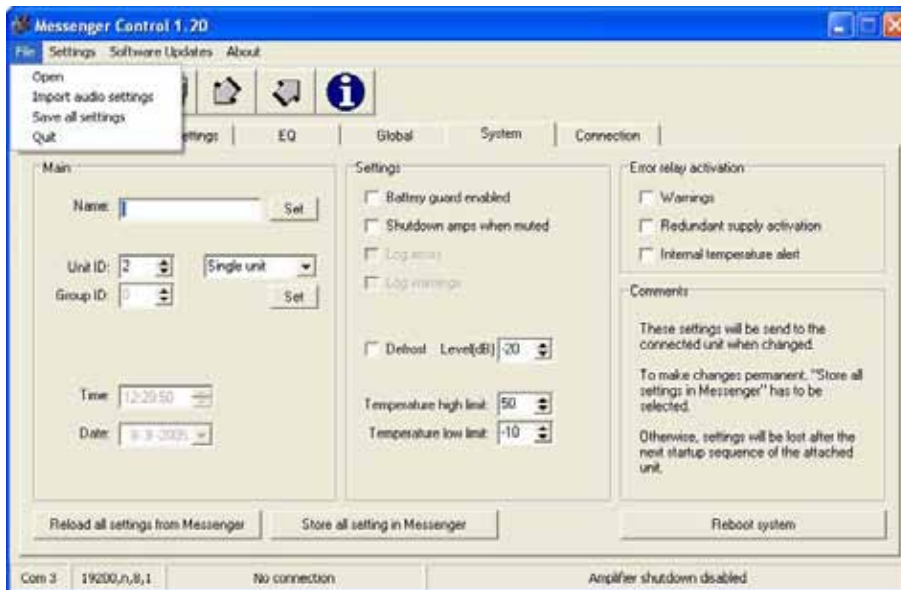 Messenger Control 1.20
File Settings Software Updates About
Open
Import audio settings
Save all settings
Quit
ettings EQ Global System Connection
Main
Name:
Set
Unit ID: 2 Single unit
Group ID: 0 Set
Time: 12:20:50
Date: 8-8-2005
Settings
Battery guard enabled
Shutdown amps when muted
Log errors
Log warnings
Defrost Level[dB] -20
Temperature high limit: 50
Temperature low limit: -10
Error relay activation
Warnings
Redundant supply activation
Internal temperature alert
Comments
These settings will be send to the
connected unit when changed.
To make changes permanent, "Store all
settings in Messenger" has to be
selected.
Otherwise, settings will be lost after the
next startup sequence of the attached
unit.
Reload all settings from Messenger Store all setting in Messenger Reboot system
Com 3 19200,n,8,1 No connection Amplifier shutdown disabled